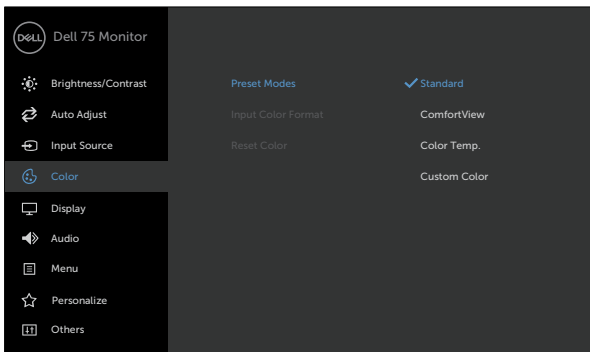 DELL Dell 75 Monitor
Brightness/Contrast Preset Modes Standard
Auto Adjust Input Color Format ComfortView
Input Source Reset Color Color Temp.
Color Custom Color
Display
Audio
Menu
Personalize
Others